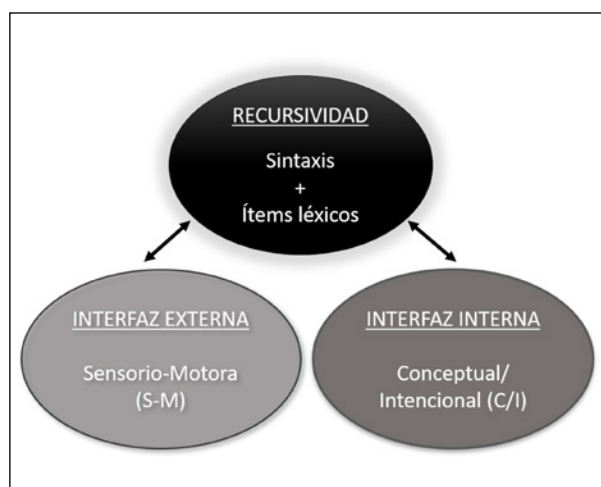 RECURSIVIDAD
Sintaxis
+
Ítems léxicos
INTERFAZ EXTERNA
Sensorio-Motora
(S-M)
INTERFAZ INTERNA
Conceptual/
Intencional (C/I)